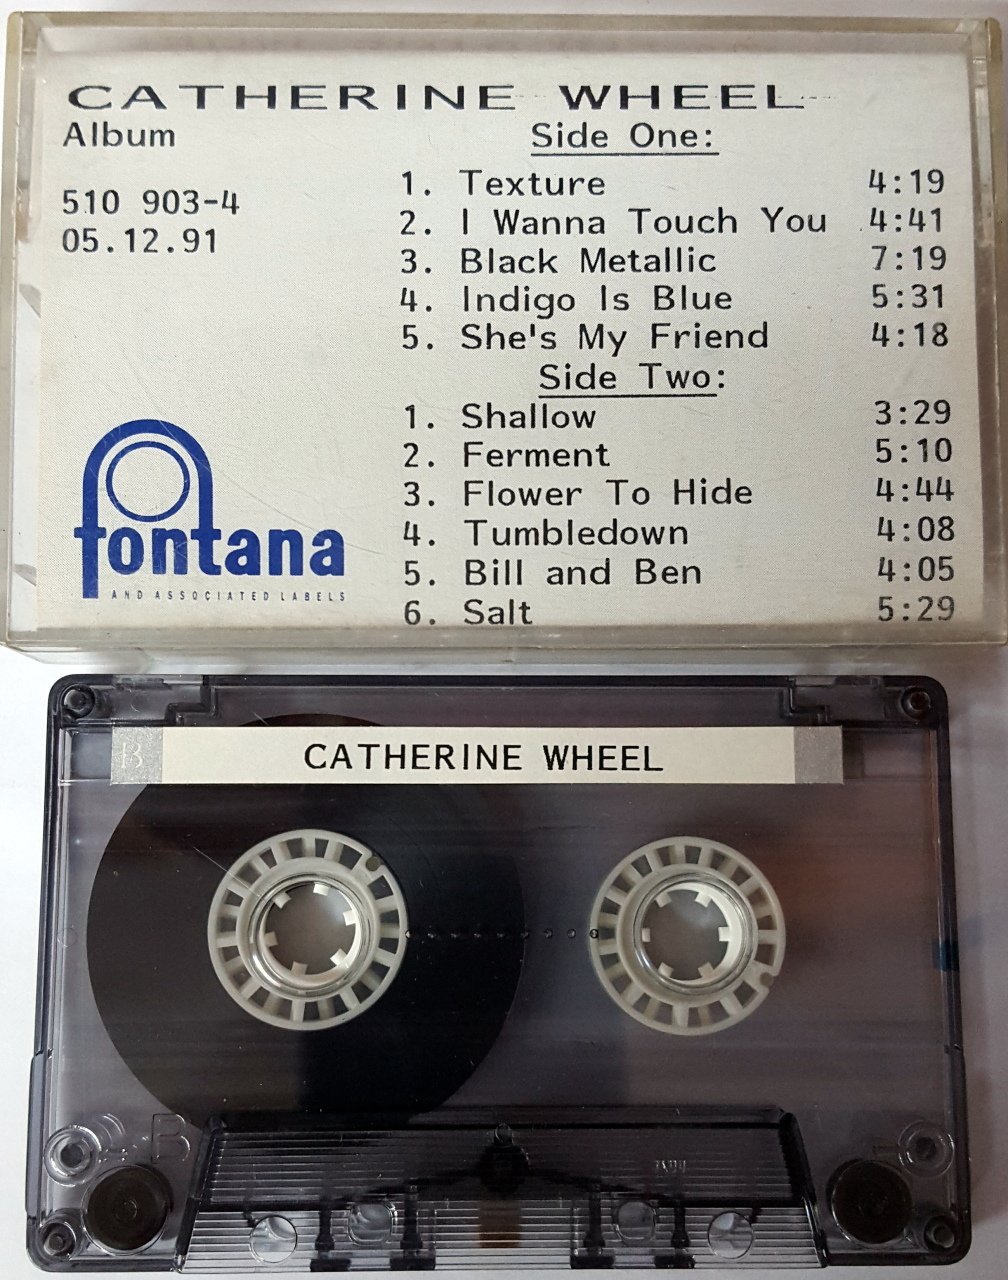 CATHERINE WHEEL
Album
510 903-4
05.12.91
Side One:
1. Texture 4:19
2. I Wanna Touch You 4:41
3. Black Metallic 7:19
4. Indigo Is Blue 5:31
5. She's My Friend 4:18
Side Two:
1. Shallow 3:29
2. Ferment 5:10
3. Flower To Hide 4:44
4. Tumbledown 4:08
5. Bill and Ben 4:05
6. Salt 5:29
fontana
AND ASSOCIATED LABELS
B CATHERINE WHEEL
B